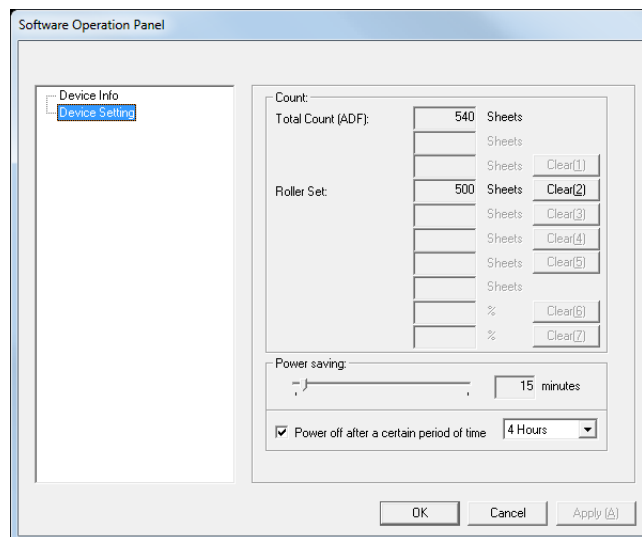 Software Operation Panel
Device Info
Device Setting
Count:
Total Count (ADF): 540 Sheets
Sheets
Sheets Clear(1)
Roller Set: 500 Sheets Clear(2)
Sheets Clear(3)
Sheets Clear(4)
Sheets Clear(5)
Sheets
% Clear(6)
% Clear(7)
Power saving:
15 minutes
Power off after a certain period of time 4 Hours
OK Cancel Apply (A)